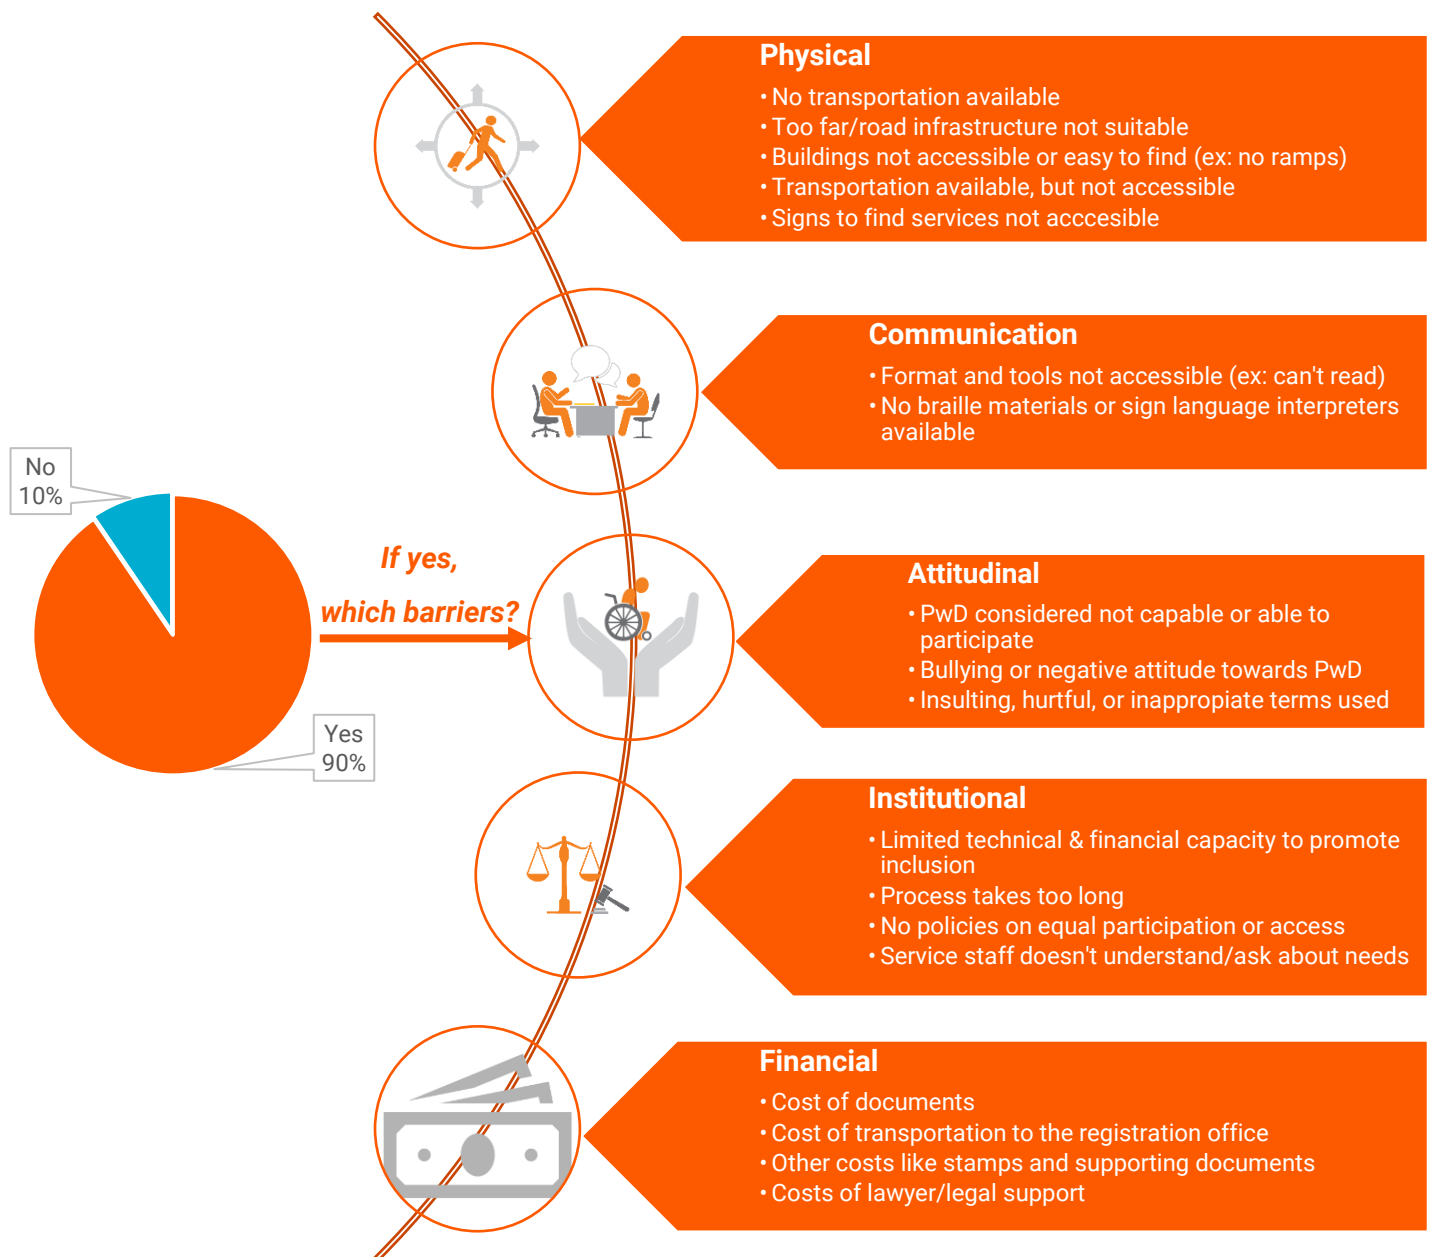 Physical
• No transportation available
• Too far/road infrastructure not suitable
• Buildings not accessible or easy to find (ex: no ramps)
• Transportation available, but not accessible
• Signs to find services not acccesible
Communication
• Format and tools not accessible (ex: can't read)
• No braille materials or sign language interpreters
available
No
10%
If yes,
which barriers?
Yes
90%
Attitudinal
• PwD considered not capable or able to
participate
• Bullying or negative attitude towards PwD
• Insulting, hurtful, or inappropiate terms used
Institutional
• Limited technical & financial capacity to promote
inclusion
• Process takes too long
• No policies on equal participation or access
• Service staff doesn't understand/ask about needs
Financial
• Cost of documents
• Cost of transportation to the registration office
• Other costs like stamps and supporting documents
• Costs of lawyer/legal support